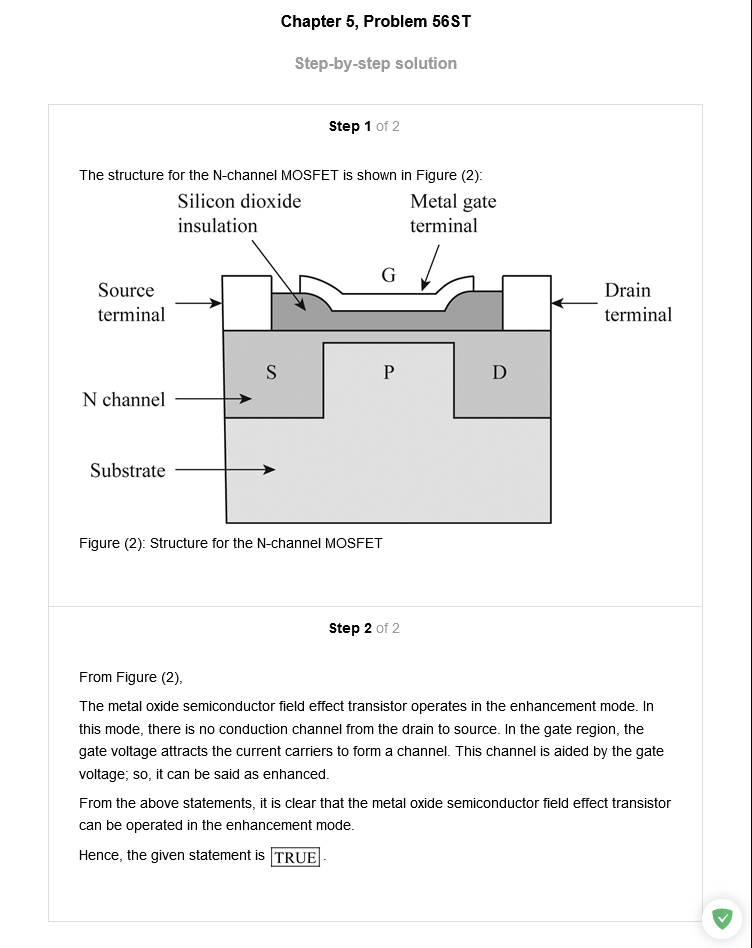 Chapter 5, Problem 56ST
Step-by-step solution
Step 1 of 2
The structure for the N-channel MOSFET is shown in Figure (2):
Silicon dioxide
insulation
Metal gate
terminal
G
Source
terminal
Drain
terminal
S
P
D
N channel
Substrate
Figure (2): Structure for the N-channel MOSFET
Step 2 of 2
From Figure (2),
The metal oxide semiconductor field effect transistor operates in the enhancement mode. In
this mode, there is no conduction channel from the drain to source. In the gate region, the
gate voltage attracts the current carriers to form a channel. This channel is aided by the gate
voltage; so, it can be said as enhanced.
From the above statements, it is clear that the metal oxide semiconductor field effect transistor
can be operated in the enhancement mode.
Hence, the given statement is TRUE.